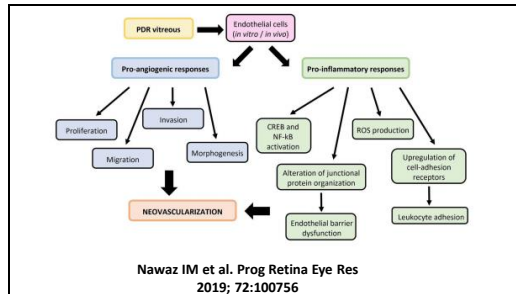 PDR vitreous
Endothelial cells
(in vitro / in vivo)
Pro-angiogenic responses
Pro-inflammatory responses
Proliferation
Migration
Invasion
Morphogenesis
CREB and
NF-kB
activation
Alteration of junctional
protein organization
ROS production
Upregulation of
cell-adhesion
receptors
NEOVASCULARIZATION
Endothelial barrier
dysfunction
Leukocyte adhesion
Nawaz IM et al. Prog Retina Eye Res
2019; 72:100756